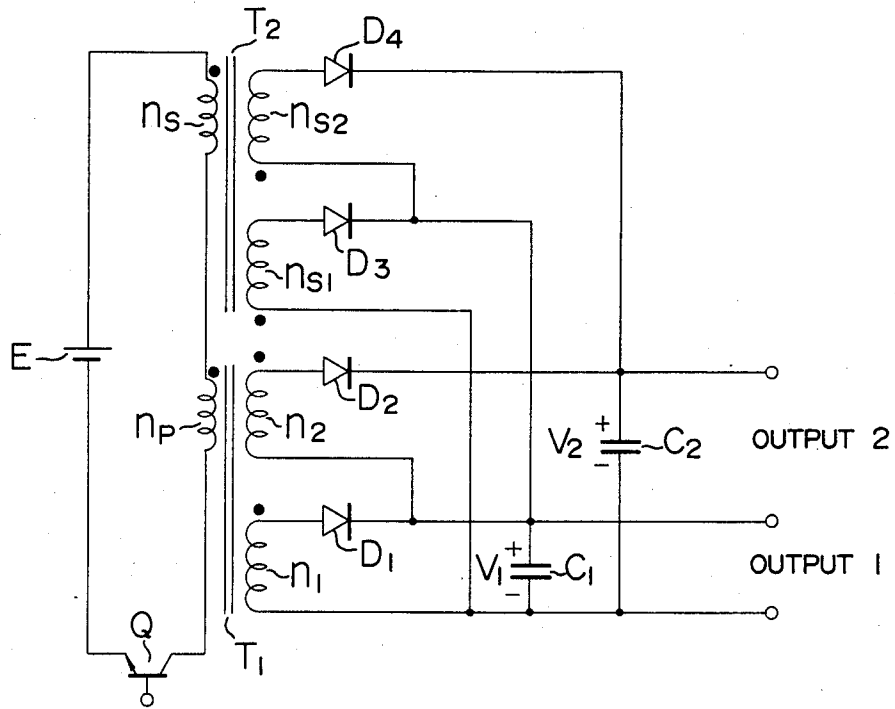 T2
D4
nS
nS2
D3
nS1
E
nP
n2
D2
V2
+
−
C2
OUTPUT 2
n1
D1
V1
+
−
C1
OUTPUT 1
Q
T1